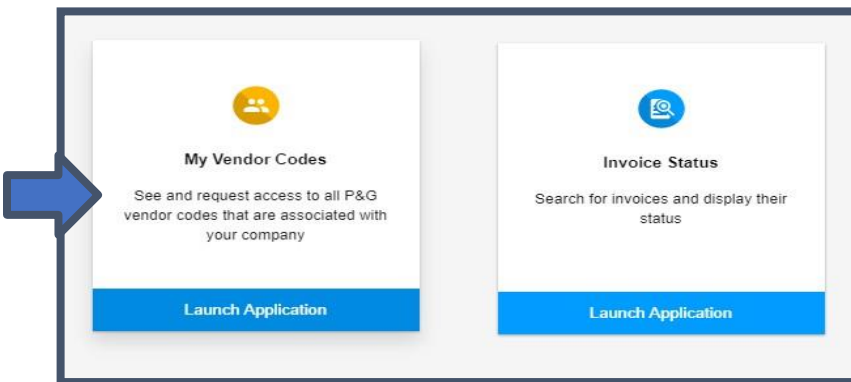 My Vendor Codes
See and request access to all P&G
vendor codes that are associated with
your company
Launch Application
Invoice Status
Search for invoices and display their
status
Launch Application